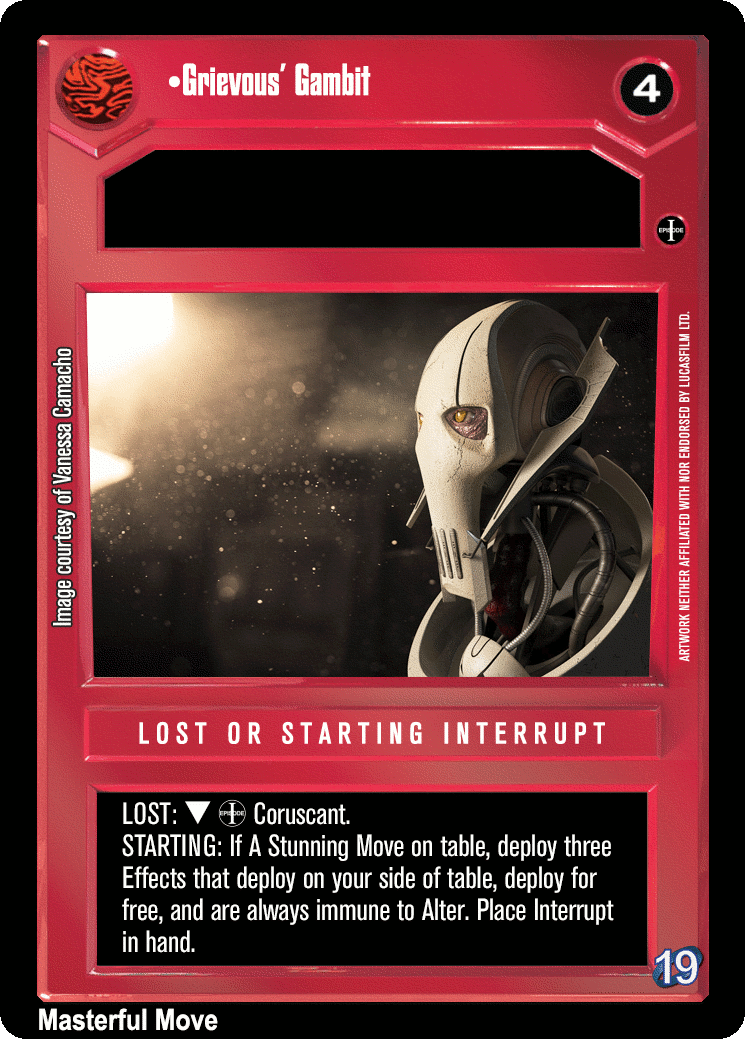 •Grievous’ Gambit
4
EPISODE I
Image courtesy of Vanessa Camacho
ARTWORK NEITHER AFFILIATED WITH NOR ENDORSED BY LUCASFILM LTD.
LOST OR STARTING INTERRUPT
LOST: ▼ EPISODE I Coruscant.
STARTING: If A Stunning Move on table, deploy three
Effects that deploy on your side of table, deploy for
free, and are always immune to Alter. Place Interrupt
in hand.
19
Masterful Move